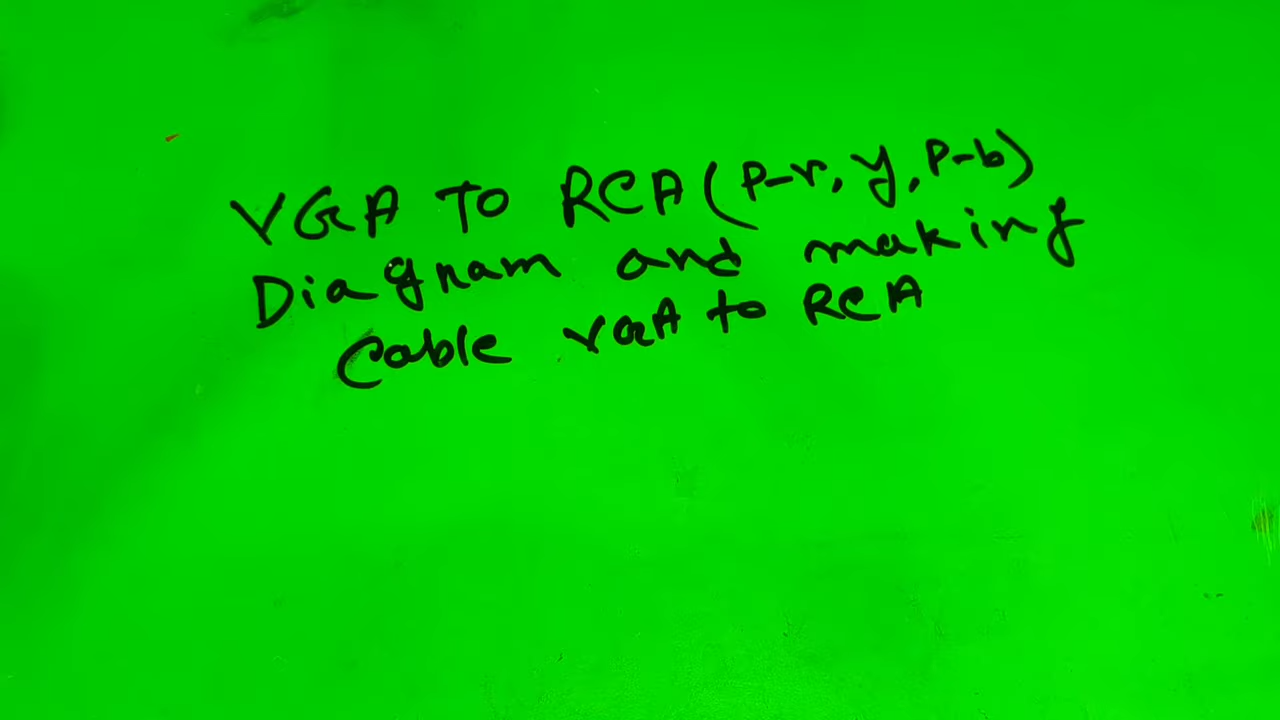 VGA TO RCA (P-r, y, P-b)
Diagram and making
Cable VGA to RCA